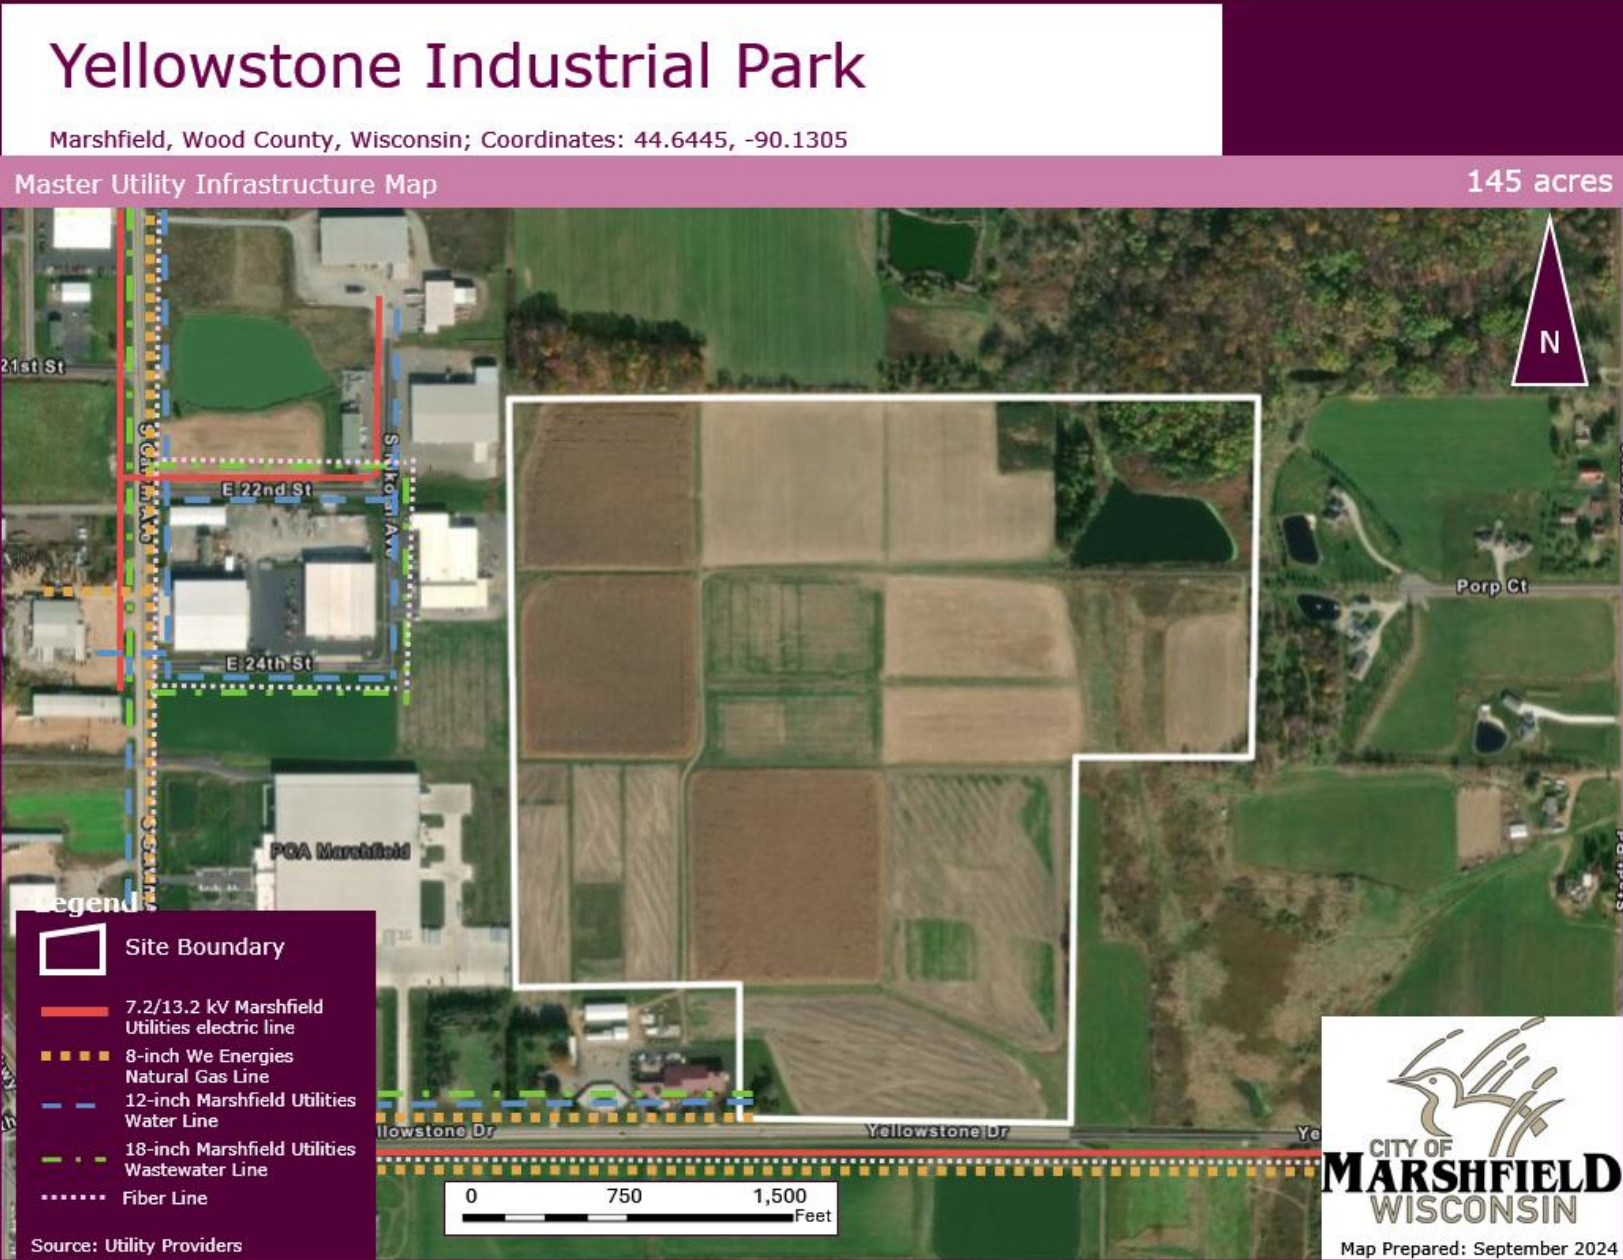 Yellowstone Industrial Park
Marshfield, Wood County, Wisconsin; Coordinates: 44.6445, -90.1305
Master Utility Infrastructure Map
145 acres
N
21st St
E 22nd St
E 24th St
Porp Ct
PCA Marshfield
Legend
Site Boundary
7.2/13.2 kV Marshfield
Utilities electric line
8-inch We Energies
Natural Gas Line
12-inch Marshfield Utilities
Water Line
18-inch Marshfield Utilities
Wastewater Line
Fiber Line
Source: Utility Providers
llowstone Dr
Yellowstone Dr
Ye
0 750 1,500
Feet
CITY OF
MARSHFIELD
WISCONSIN
Map Prepared: September 2024